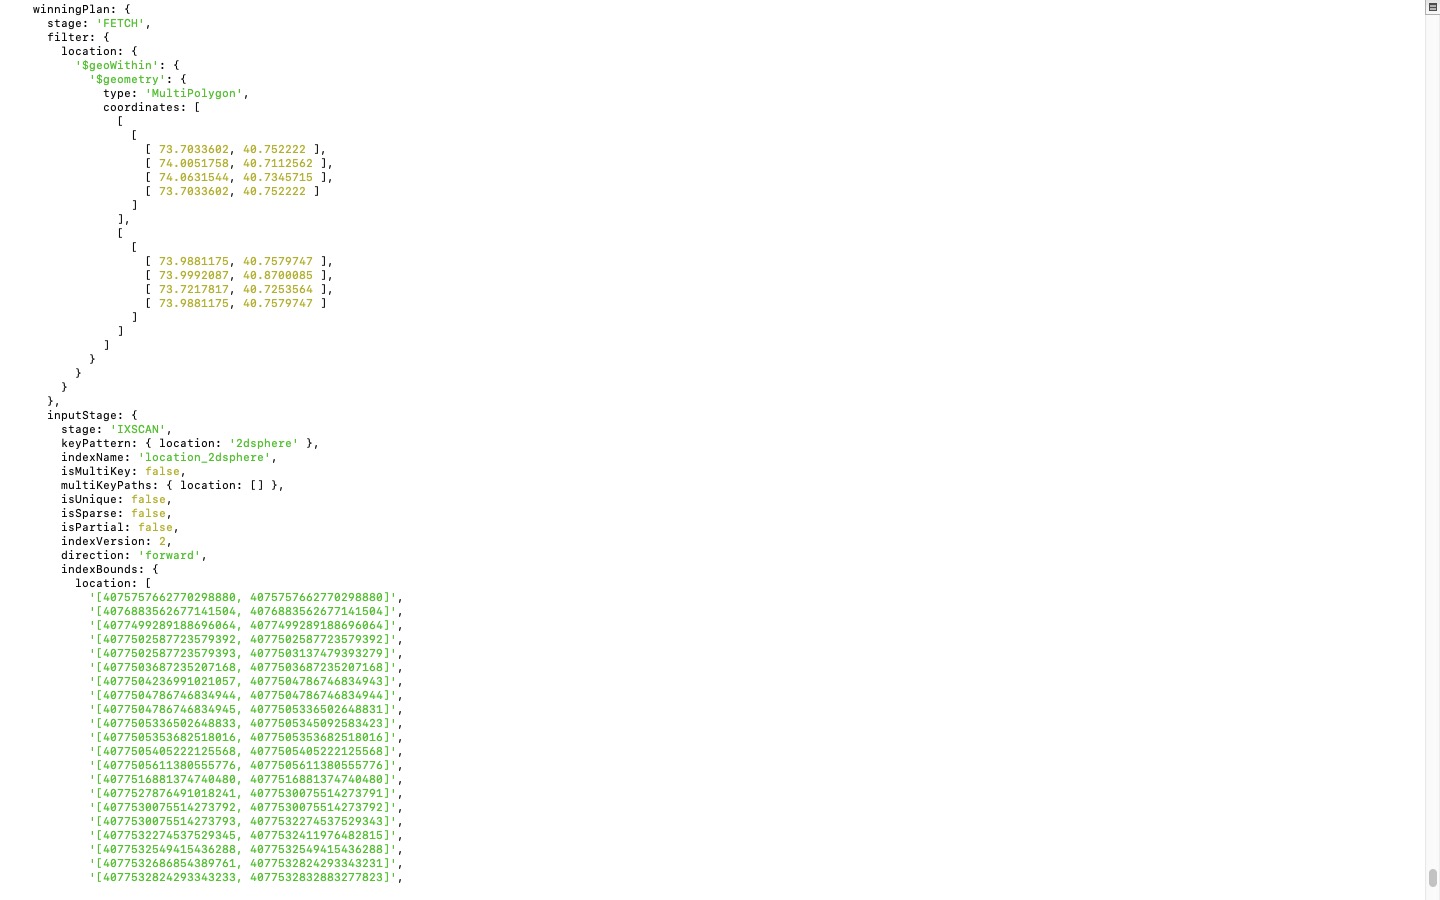 winningPlan: {
stage: 'FETCH',
filter: {
location: {
'$geoWithin': {
'$geometry': {
type: 'MultiPolygon',
coordinates: [
[
[
[ 73.7033602, 40.752222 ],
[ 74.0051758, 40.7112562 ],
[ 74.0631544, 40.7345715 ],
[ 73.7033602, 40.752222 ]
]
],
[
[
[ 73.9881175, 40.7579747 ],
[ 73.9992087, 40.8700085 ],
[ 73.7217817, 40.7253564 ],
[ 73.9881175, 40.7579747 ]
]
]
]
}
}
}
},
inputStage: {
stage: 'IXSCAN',
keyPattern: { location: '2dsphere' },
indexName: 'location_2dsphere',
isMultiKey: false,
multiKeyPaths: { location: [] },
isUnique: false,
isSparse: false,
isPartial: false,
indexVersion: 2,
direction: 'forward',
indexBounds: {
location: [
'[4075757662770298880, 4075757662770298880]',
'[4076883562677141504, 4076883562677141504]',
'[4077499289188696064, 4077499289188696064]',
'[4077502587723579392, 4077502587723579392]',
'[4077502587723579393, 4077503137479393279]',
'[4077503687235207168, 4077503687235207168]',
'[4077504236991021057, 4077504786746834943]',
'[4077504786746834944, 4077504786746834944]',
'[4077504786746834945, 4077505336502648831]',
'[4077505336502648833, 4077505345092583423]',
'[4077505353682518016, 4077505353682518016]',
'[4077505405222125568, 4077505405222125568]',
'[4077505611380555776, 4077505611380555776]',
'[4077516881374740480, 4077516881374740480]',
'[4077527876491018241, 4077530075514273791]',
'[4077530075514273792, 4077530075514273792]',
'[4077530075514273793, 4077532274537529343]',
'[4077532274537529345, 4077532411976482815]',
'[4077532549415436288, 4077532549415436288]',
'[4077532686854389761, 4077532824293343231]',
'[4077532824293343233, 4077532832883277823]',